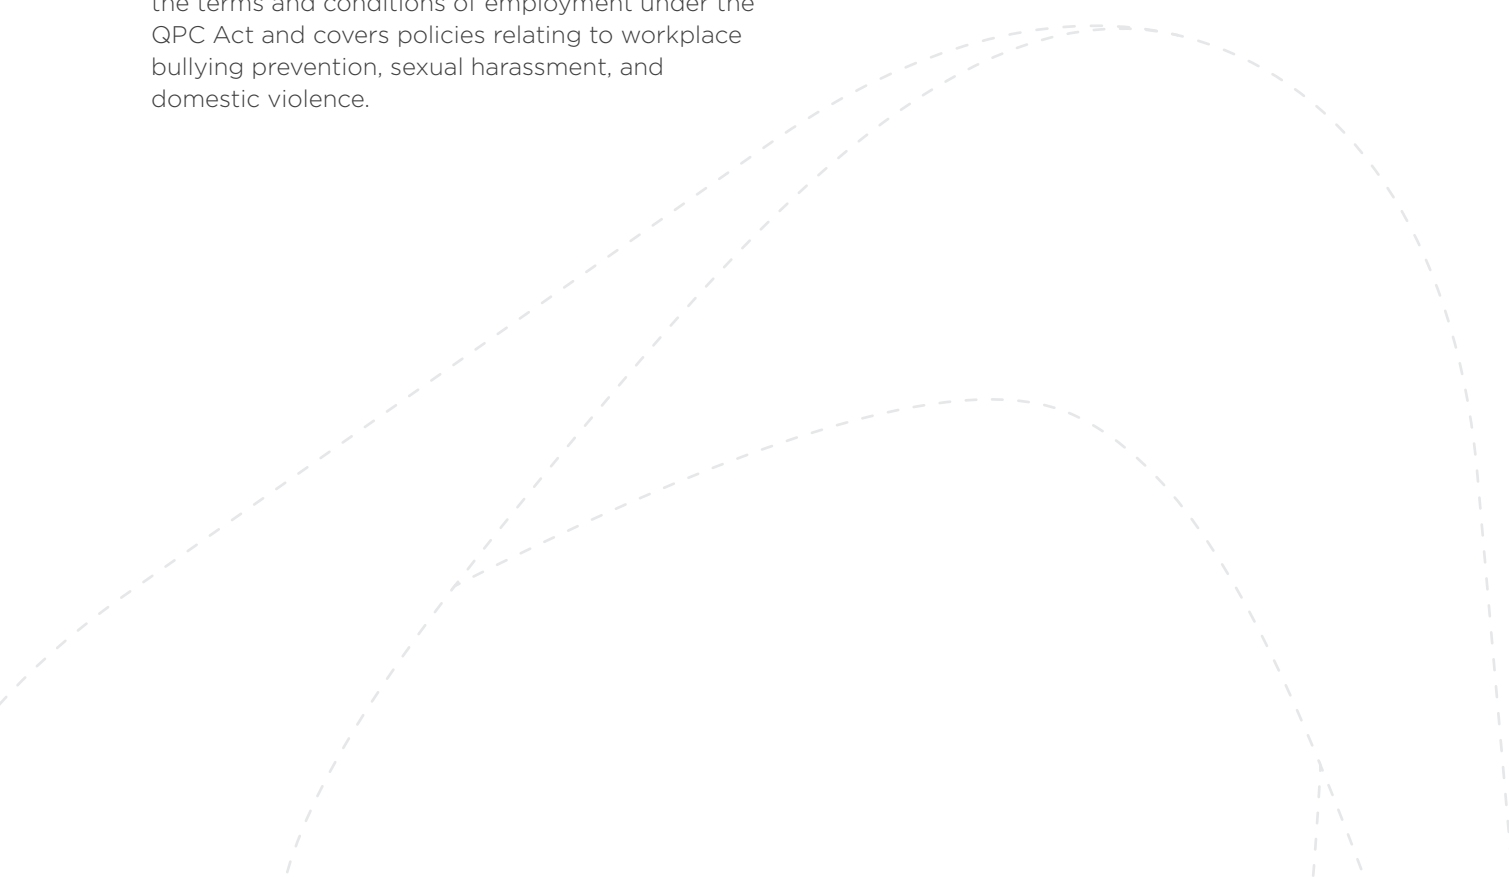 the terms and conditions of employment under the
QPC Act and covers policies relating to workplace
bullying prevention, sexual harassment, and
domestic violence.